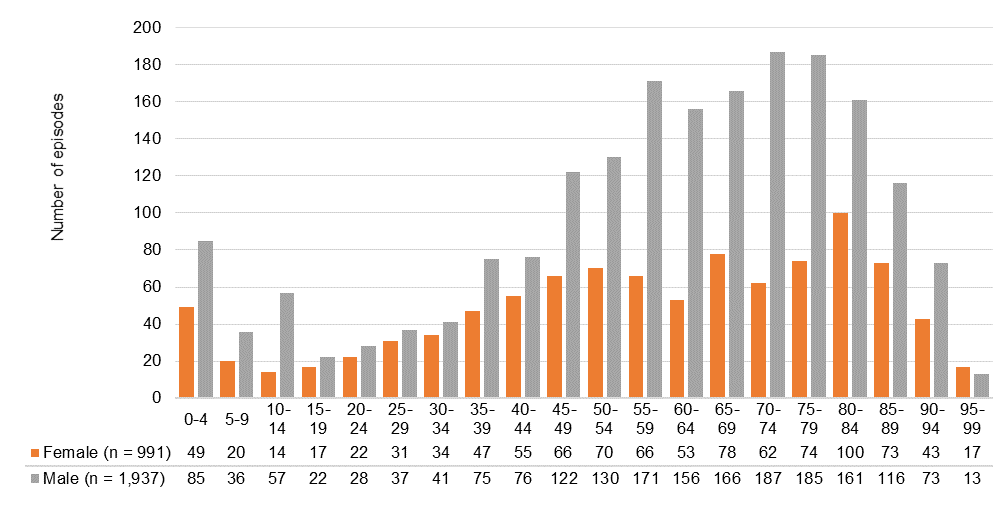 200
180
160
140
120
100
80
60
40
20
0
Number of episodes
0-4 5-9 10-14 15-19 20-24 25-29 30-34 35-39 40-44 45-49 50-54 55-59 60-64 65-69 70-74 75-79 80-84 85-89 90-94 95-99
Female (n = 991) 49 20 14 17 22 31 34 47 55 66 70 66 53 78 62 74 100 73 43 17
Male (n = 1,937) 85 36 57 22 28 37 41 75 76 122 130 171 156 166 187 185 161 116 73 13